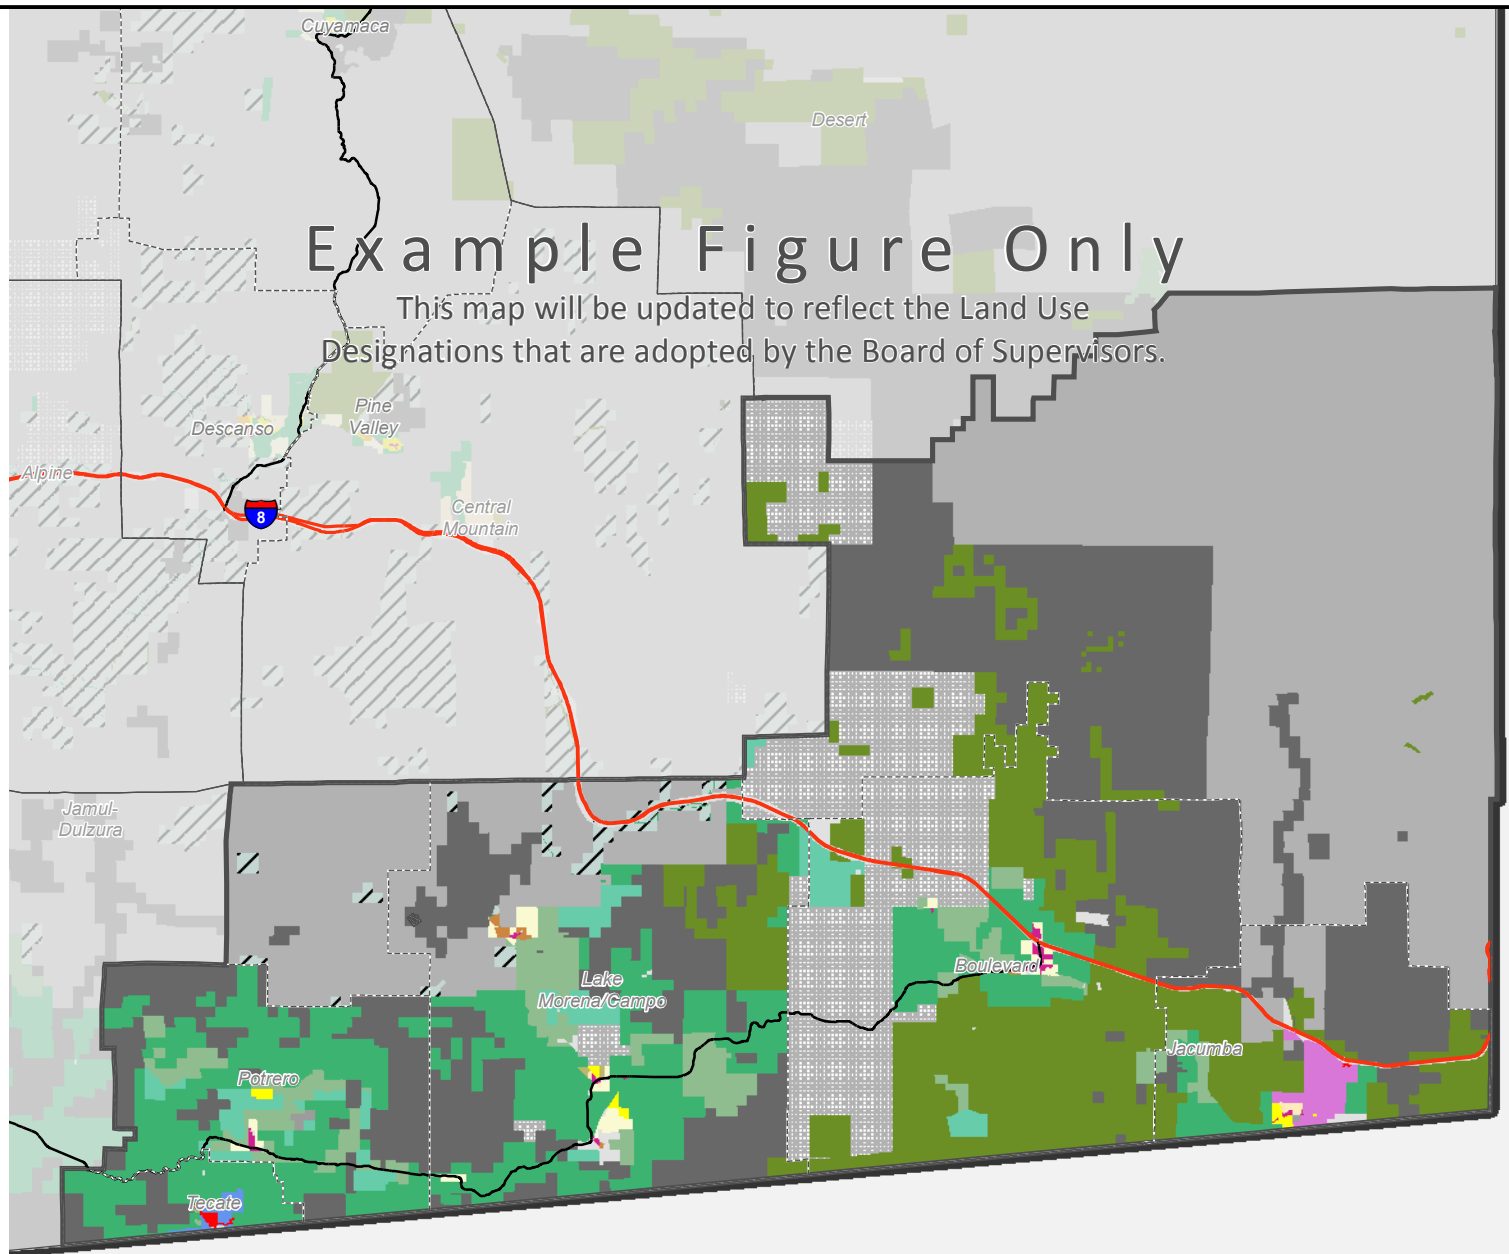 Cuyamaca
Desert
Example Figure Only
This map will be updated to reflect the Land Use
Designations that are adopted by the Board of Supervisors.
Pine
Valley
Descanso
Alpine
8
Central
Mountain
Jamul-
Dulzura
Boulevard
Lake
Morena/Campo
Jacumba
Potrero
Tecate